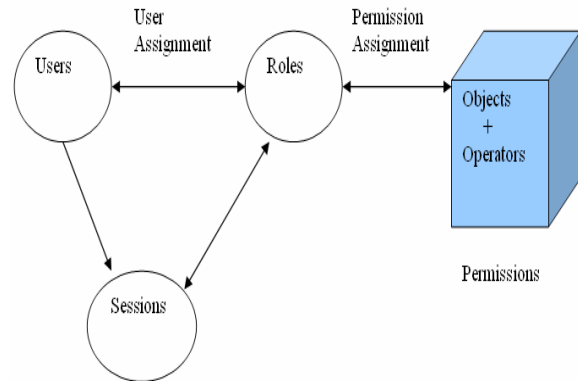 User
Assignment
Permission
Assignment
Users
Roles
Objects
+
Operators
Permissions
Sessions